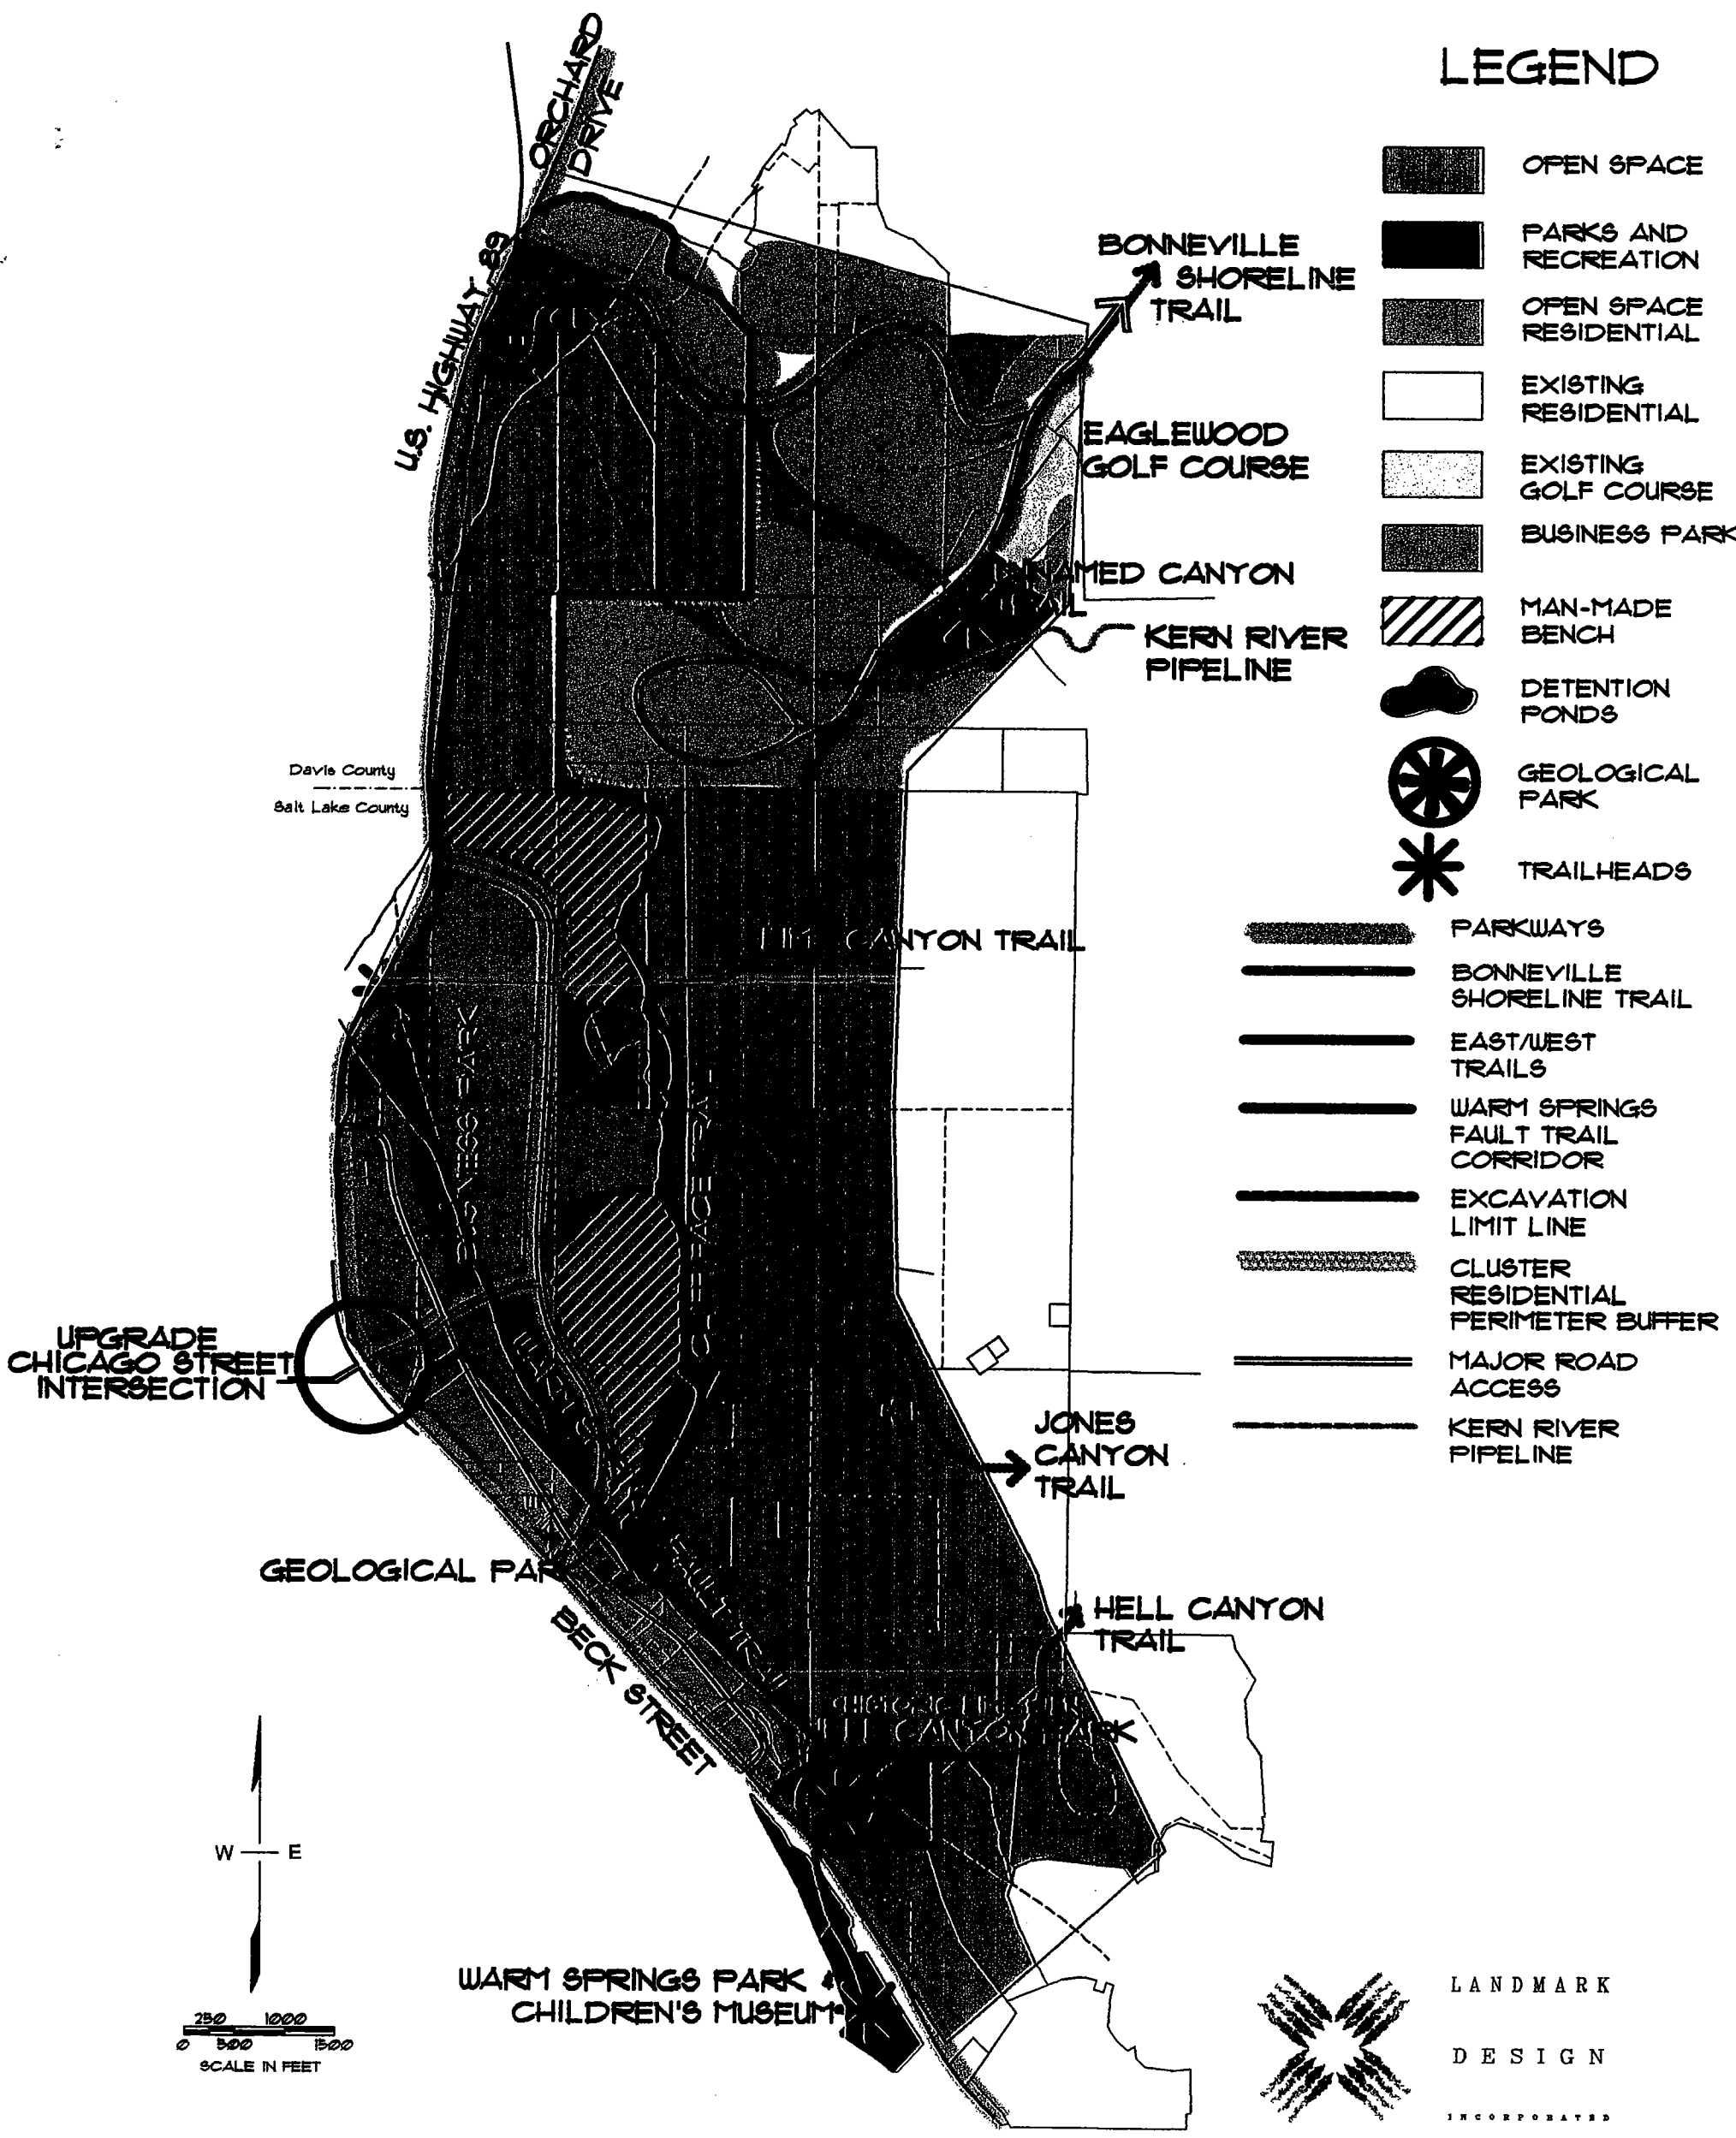 LEGEND
OPEN SPACE
PARKS AND
RECREATION
OPEN SPACE
RESIDENTIAL
EXISTING
RESIDENTIAL
EXISTING
GOLF COURSE
BUSINESS PARK
MAN-MADE
BENCH
DETENTION
PONDS
GEOLOGICAL
PARK
TRAILHEADS
PARKWAYS
BONNEVILLE
SHORELINE TRAIL
EAST/WEST
TRAILS
WARM SPRINGS
FAULT TRAIL
CORRIDOR
EXCAVATION
LIMIT LINE
CLUSTER
RESIDENTIAL
PERIMETER BUFFER
MAJOR ROAD
ACCESS
KERN RIVER
PIPELINE
ORCHARD
DRIVE
U.S. HIGHWAY 89
BONNEVILLE
SHORELINE
TRAIL
EAGLEWOOD
GOLF COURSE
CANYON
KERN RIVER
PIPELINE
Davis County
Salt Lake County
CANYON TRAIL
UPGRADE
CHICAGO STREET
INTERSECTION
JONES
CANYON
TRAIL
GEOLOGICAL
BECK STREET
FAULT
HELL CANYON
TRAIL
CANYON PARK
WARM SPRINGS PARK
CHILDREN'S MUSEUM
W E
250 1000
0 500 1500
SCALE IN FEET
LANDMARK
DESIGN
INCORPORATED